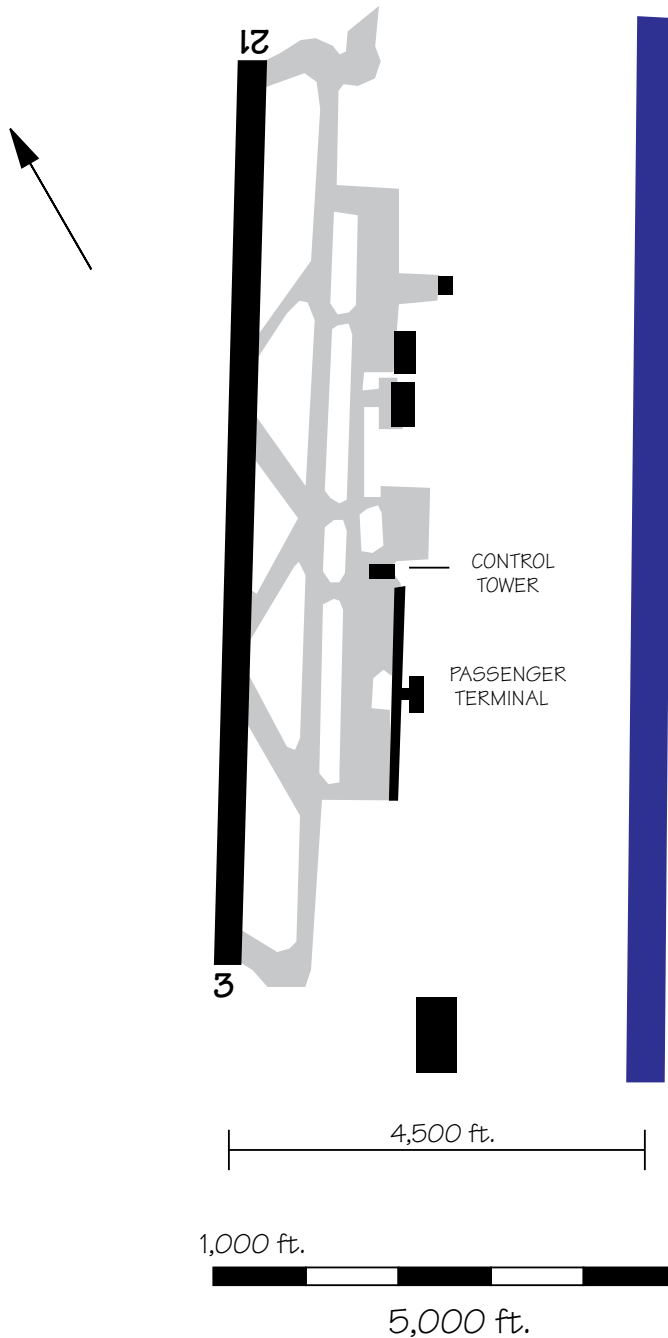 21
CONTROL
TOWER
PASSENGER
TERMINAL
3
4,500 ft.
1,000 ft.
5,000 ft.